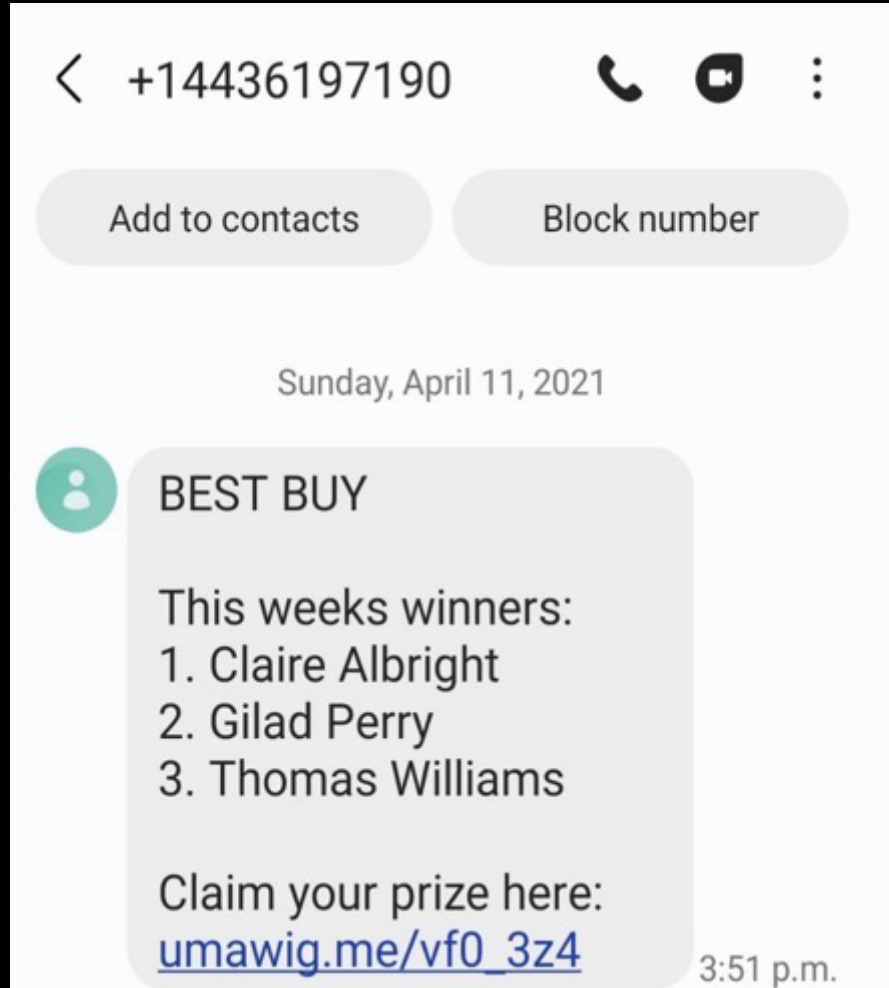 +14436197190
Add to contacts
Block number
Sunday, April 11, 2021
BEST BUY
This weeks winners:
1. Claire Albright
2. Gilad Perry
3. Thomas Williams
Claim your prize here:
umawig.me/vf0_3z4
3:51 p.m.